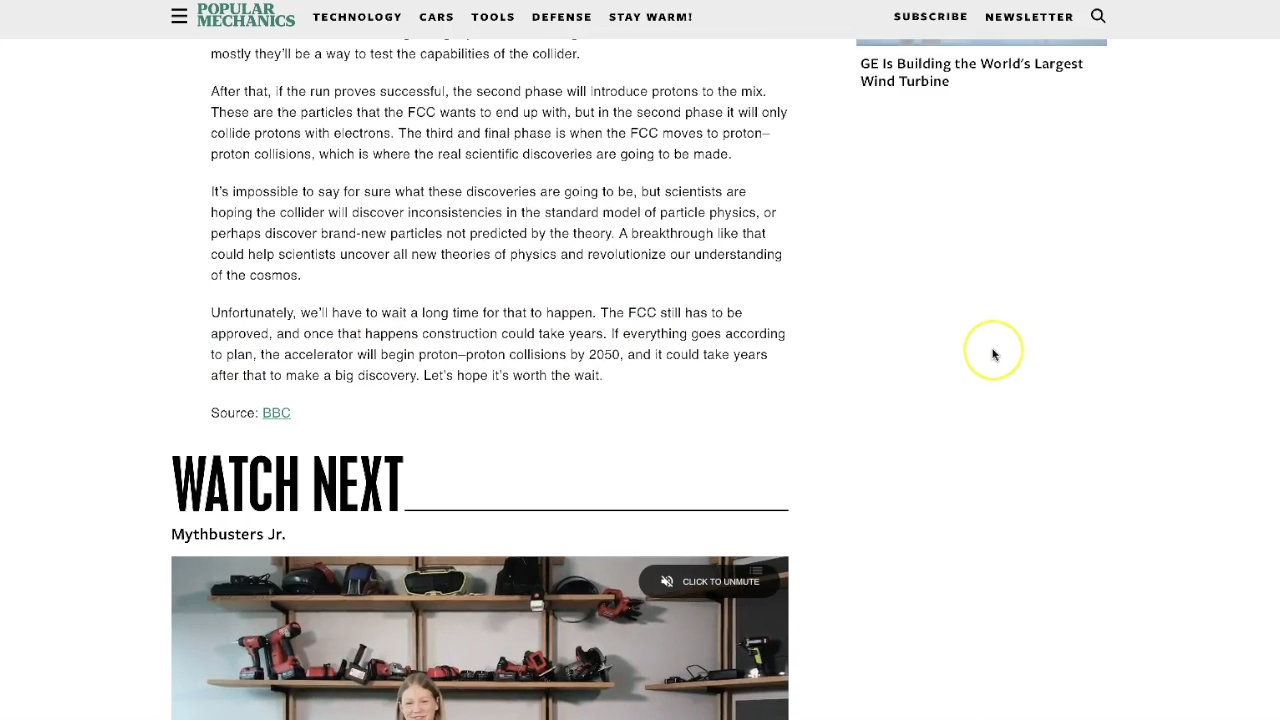 POPULAR
MECHANICS
TECHNOLOGY CARS TOOLS DEFENSE STAY WARM!
SUBSCRIBE NEWSLETTER
mostly they'll be a way to test the capabilities of the collider.
After that, if the run proves successful, the second phase will introduce protons to the mix.
These are the particles that the FCC wants to end up with, but in the second phase it will only
collide protons with electrons. The third and final phase is when the FCC moves to proton–
proton collisions, which is where the real scientific discoveries are going to be made.
It's impossible to say for sure what these discoveries are going to be, but scientists are
hoping the collider will discover inconsistencies in the standard model of particle physics, or
perhaps discover brand-new particles not predicted by the theory. A breakthrough like that
could help scientists uncover all new theories of physics and revolutionize our understanding
of the cosmos.
Unfortunately, we'll have to wait a long time for that to happen. The FCC still has to be
approved, and once that happens construction could take years. If everything goes according
to plan, the accelerator will begin proton–proton collisions by 2050, and it could take years
after that to make a big discovery. Let's hope it's worth the wait.
Source: BBC
WATCH NEXT
Mythbusters Jr.
CLICK TO UNMUTE
GE Is Building the World's Largest
Wind Turbine